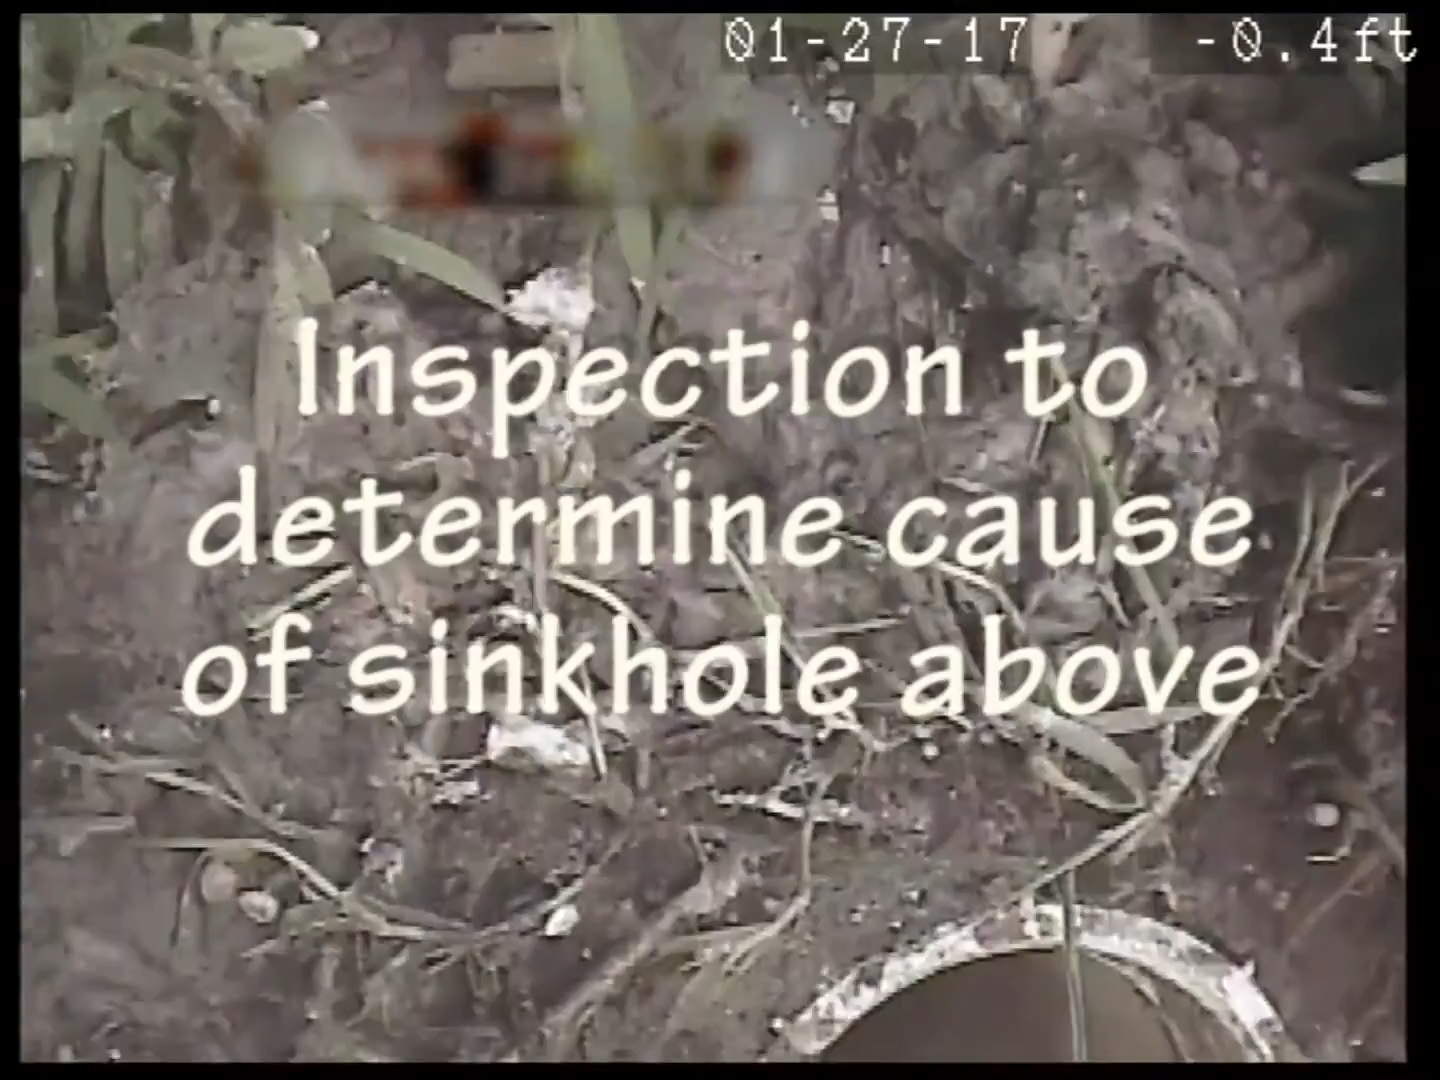 01-27-17 -0.4ft
Inspection to
determine cause
of sinkhole above